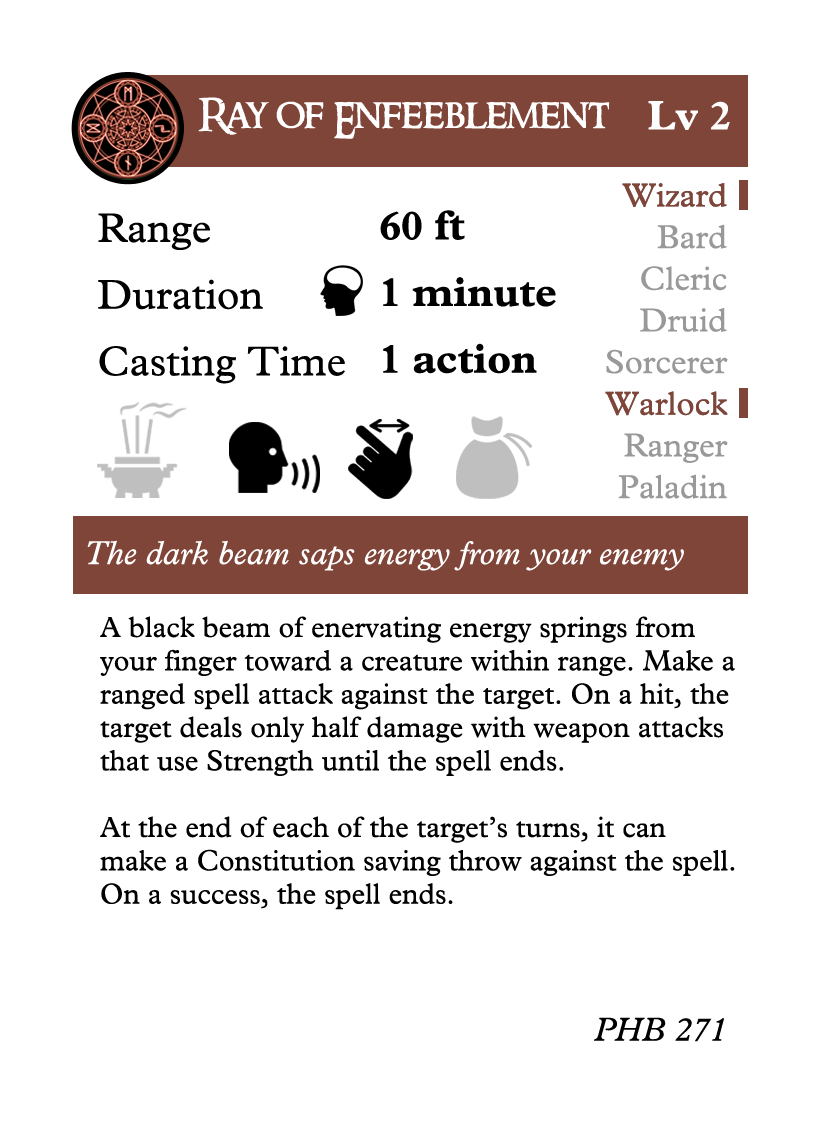 Ray of Enfeeblement Lv 2
Range 60 ft
Duration 1 minute
Casting Time 1 action
Wizard
Bard
Cleric
Druid
Sorcerer
Warlock
Ranger
Paladin
The dark beam saps energy from your enemy
A black beam of enervating energy springs from
your finger toward a creature within range. Make a
ranged spell attack against the target. On a hit, the
target deals only half damage with weapon attacks
that use Strength until the spell ends.
At the end of each of the target’s turns, it can
make a Constitution saving throw against the spell.
On a success, the spell ends.
PHB 271